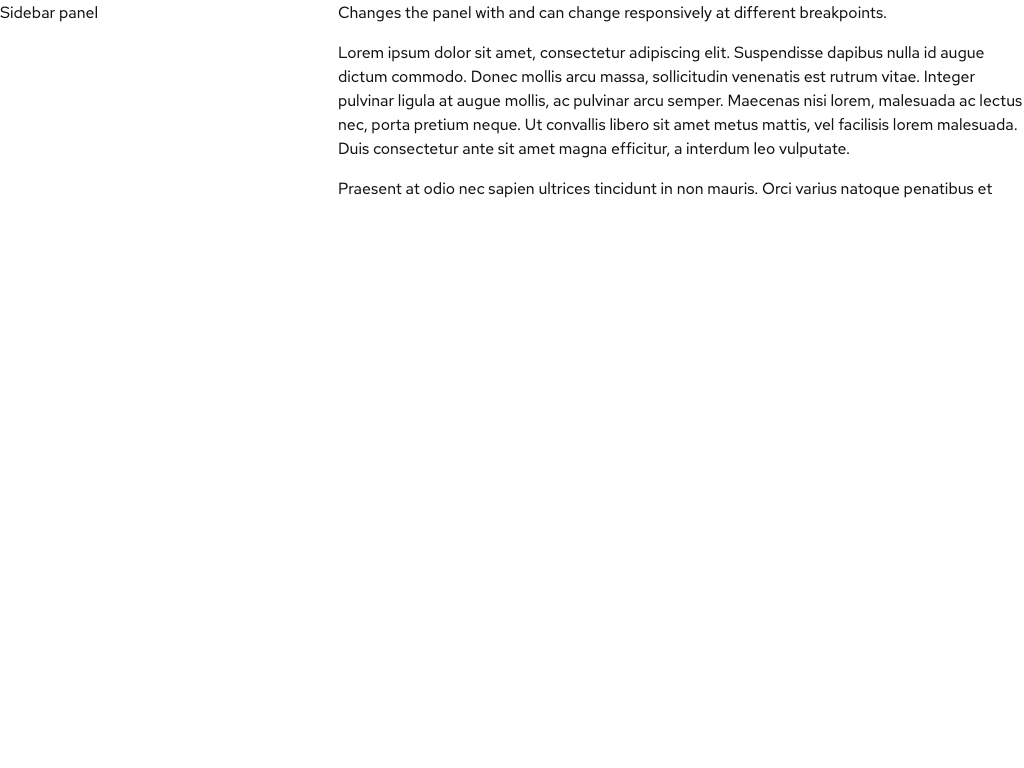 Sidebar panel
Changes the panel with and can change responsively at different breakpoints.
Lorem ipsum dolor sit amet, consectetur adipiscing elit. Suspendisse dapibus nulla id augue
dictum commodo. Donec mollis arcu massa, sollicitudin venenatis est rutrum vitae. Integer
pulvinar ligula at augue mollis, ac pulvinar arcu semper. Maecenas nisi lorem, malesuada ac lectus
nec, porta pretium neque. Ut convallis libero sit amet metus mattis, vel facilisis lorem malesuada.
Duis consectetur ante sit amet magna efficitur, a interdum leo vulputate.
Praesent at odio nec sapien ultrices tincidunt in non mauris. Orci varius natoque penatibus et